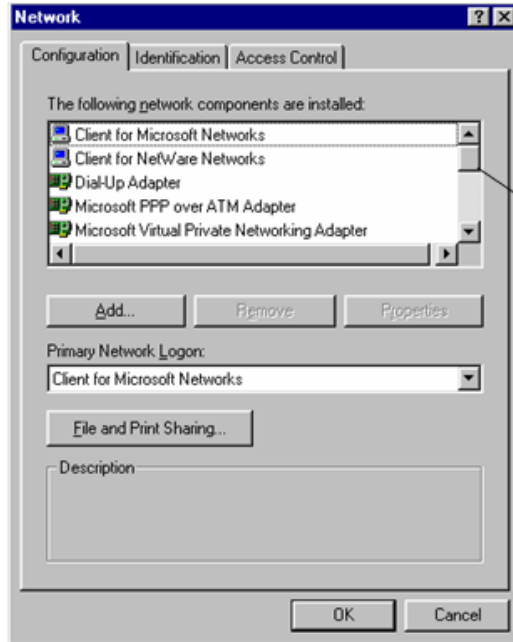 Network
Configuration Identification Access Control
The following network components are installed:
Client for Microsoft Networks
Client for NetWare Networks
Dial-Up Adapter
Microsoft PPP over ATM Adapter
Microsoft Virtual Private Networking Adapter
Add... Remove Properties
Primary Network Logon:
Client for Microsoft Networks
File and Print Sharing...
Description
OK Cancel